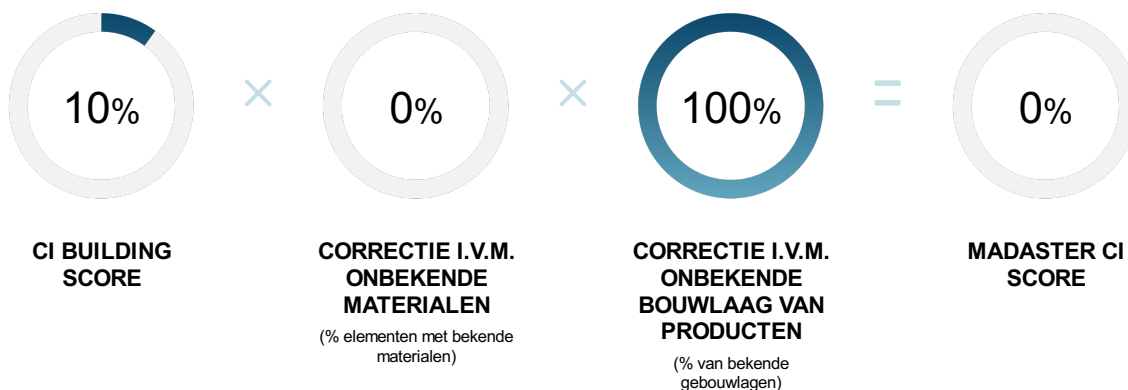 10%
×
0%
×
100%
=
0%
CI BUILDING
SCORE
CORRECTIE I.V.M.
ONBEKENDE
MATERIALEN
(% elementen met bekende
materialen)
CORRECTIE I.V.M.
ONBEKENDE
BOUWLAAG VAN
PRODUCTEN
(% van bekende
gebouwlagen)
MADASTER CI
SCORE